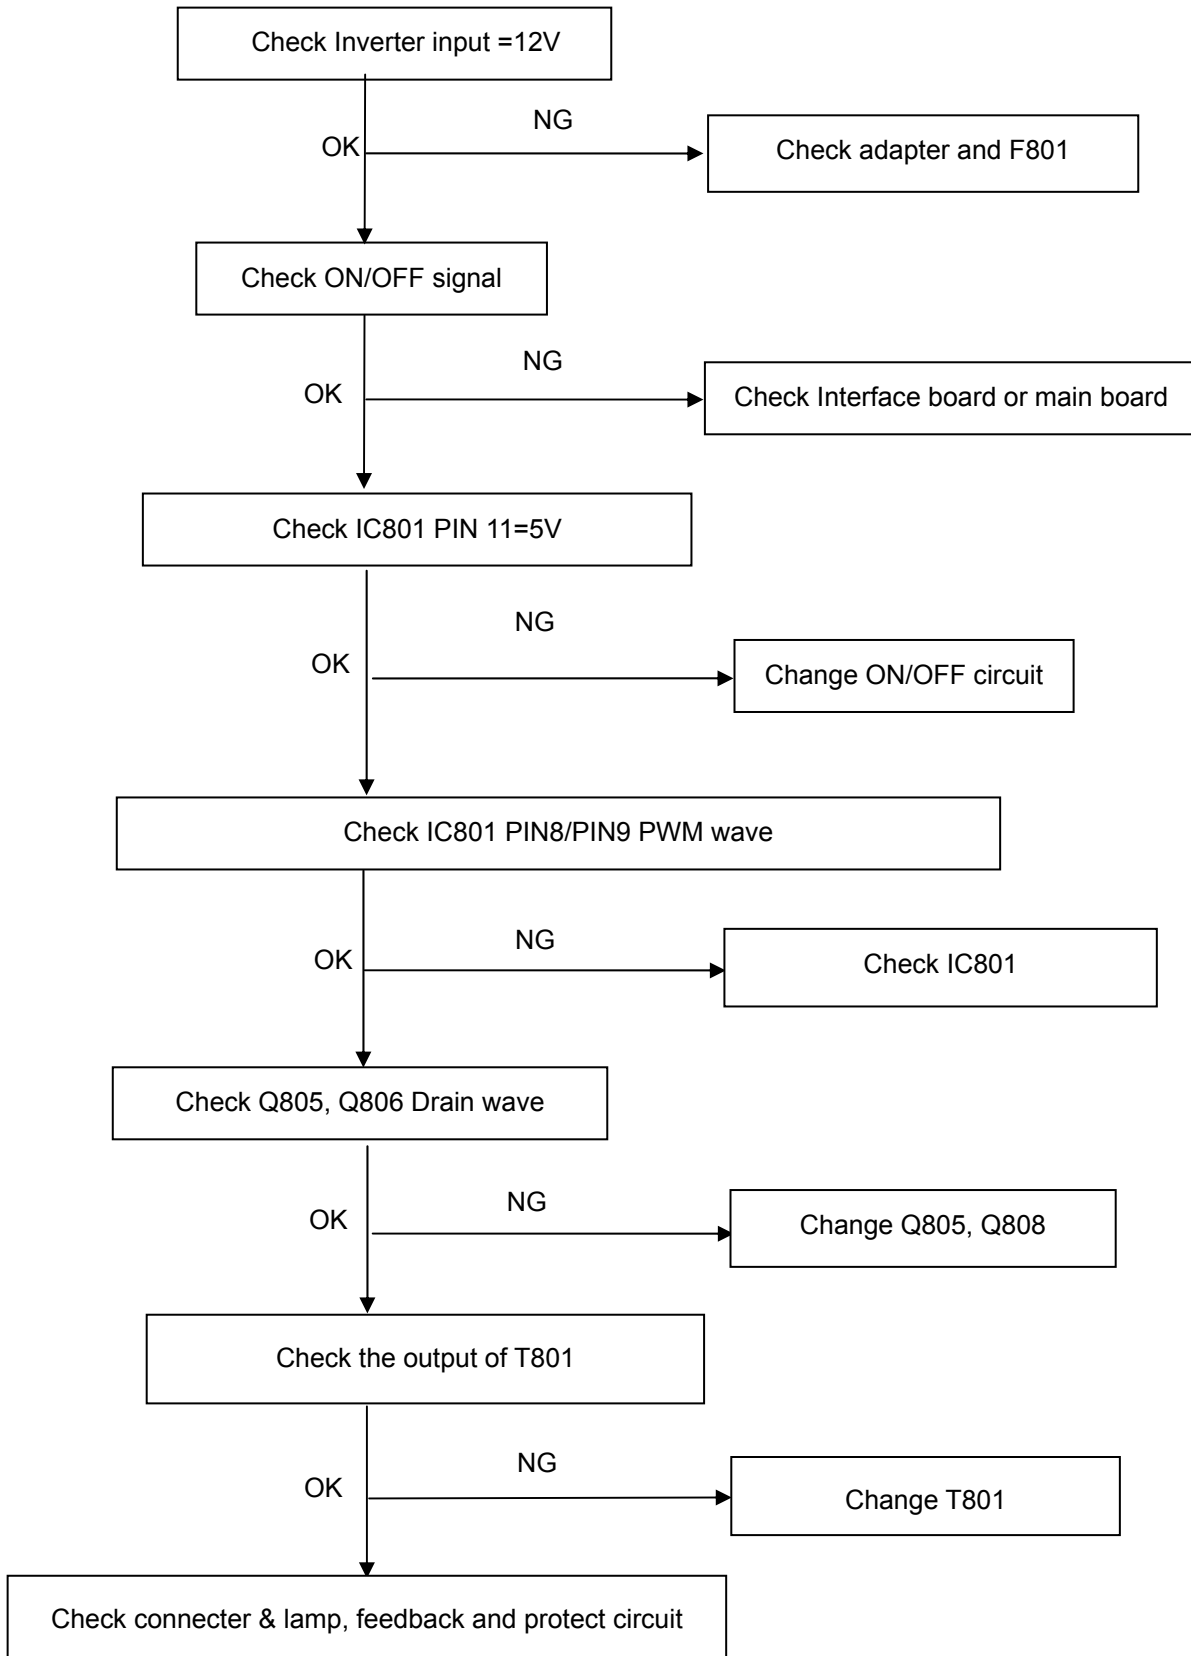 Check Inverter input =12V
NG
OK
Check adapter and F801
Check ON/OFF signal
NG
OK
Check Interface board or main board
Check IC801 PIN 11=5V
NG
OK
Change ON/OFF circuit
Check IC801 PIN8/PIN9 PWM wave
NG
OK
Check IC801
Check Q805, Q806 Drain wave
NG
OK
Change Q805, Q808
Check the output of T801
NG
OK
Change T801
Check connecter & lamp, feedback and protect circuit